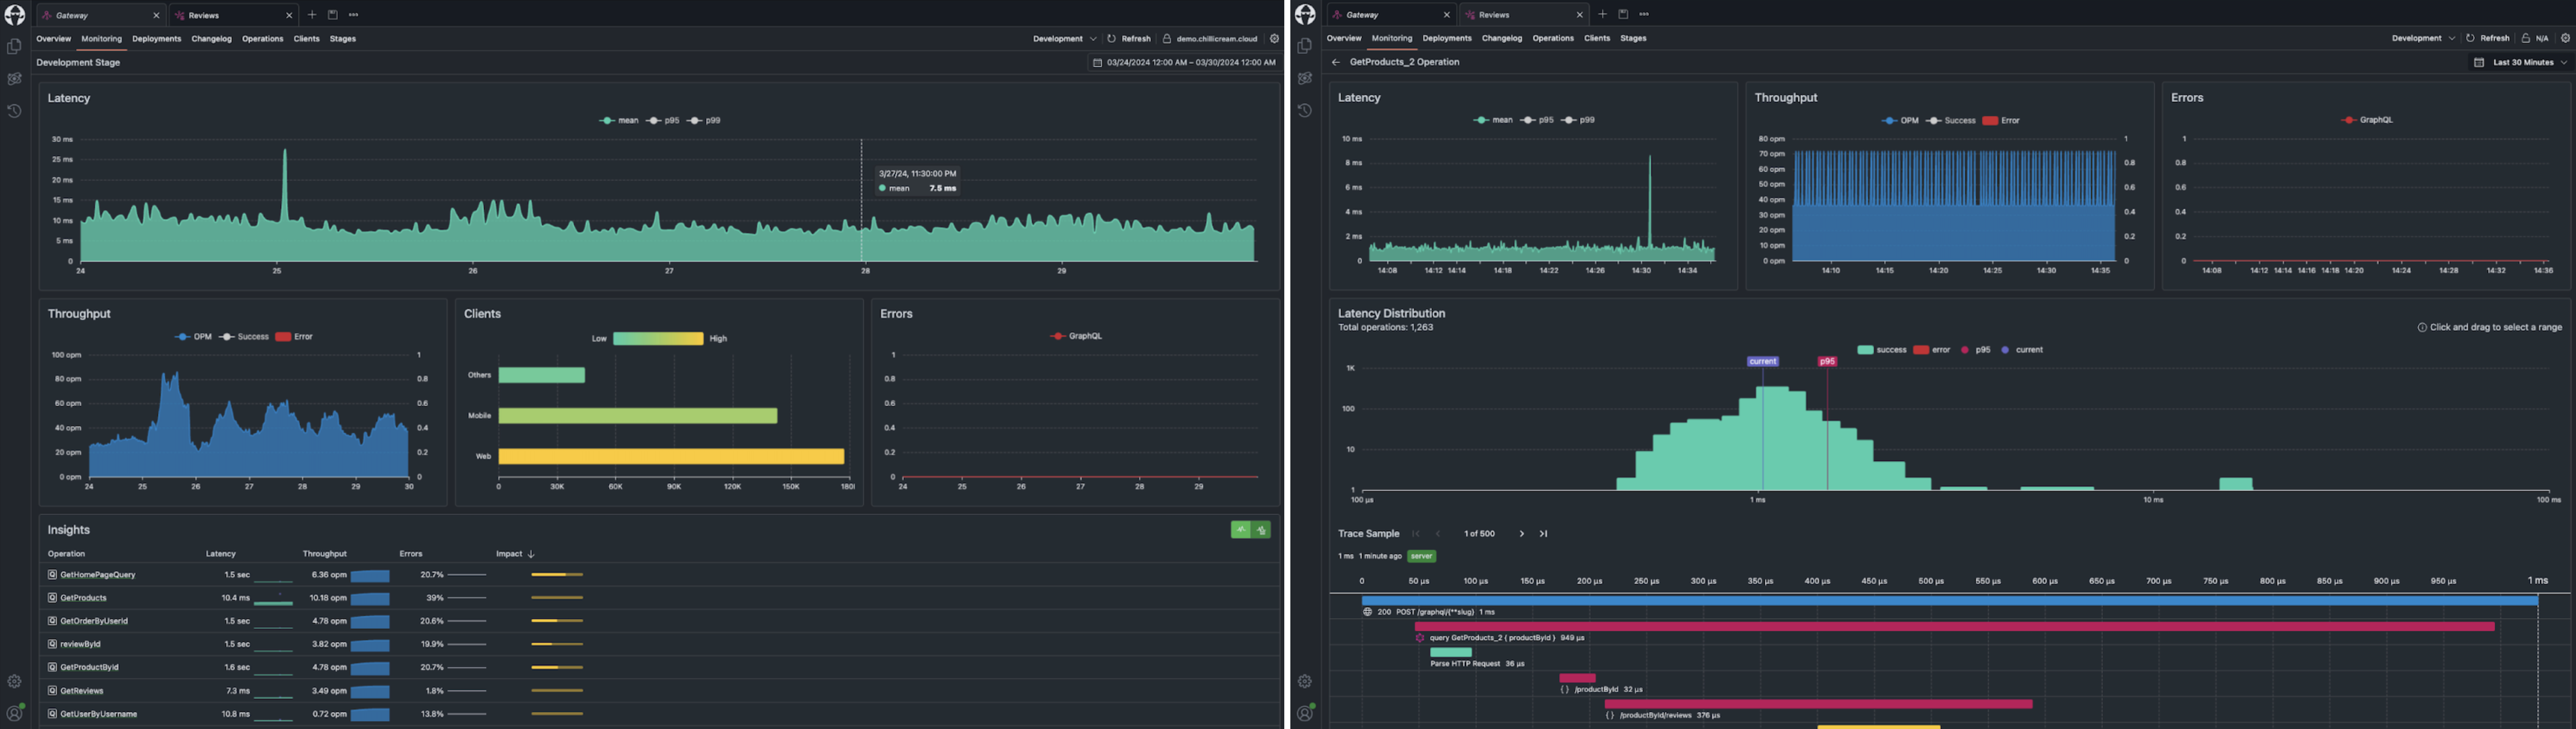 Gateway Reviews
Overview Monitoring Deployments Changelog Operations Clients Stages Development Refresh demo.chillicream.cloud
Development Stage 03/24/2024 12:00 AM – 03/30/2024 12:00 AM
Latency
mean p95 p99
30 ms
25 ms
20 ms
15 ms
10 ms
5 ms
0
24 25 26 27 28 29
3/27/24, 11:30:00 PM
mean 7.5 ms
Throughput
OPM Success Error
100 opm 1
80 opm 0.8
60 opm 0.6
40 opm 0.4
20 opm 0.2
0 opm 0
24 25 26 27 28 29 30
Clients
Low High
Others
Mobile
Web
0 30K 60K 90K 120K 150K
Errors
GraphQL
1
0.8
0.6
0.4
0.2
0
24 25 26 27 28 29
Insights
Operation Latency Throughput Errors Impact
GetHomePageQuery 1.5 sec 6.36 opm 20.7%
GetProducts 10.4 ms 10.18 opm 39%
GetOrderByUserId 1.5 sec 4.78 opm 20.6%
reviewById 1.5 sec 3.82 opm 19.9%
GetProductById 1.6 sec 4.78 opm 20.7%
GetReviews 7.3 ms 3.49 opm 1.8%
GetUserByUsername 10.8 ms 0.72 opm 13.8%
Gateway Reviews
Overview Monitoring Deployments Changelog Operations Clients Stages Development Refresh N/A
GetProducts_2 Operation Last 30 Minutes
Latency
mean p95 p99
10 ms
8 ms
6 ms
4 ms
2 ms
0
14:08 14:12 14:14 14:18 14:22 14:26 14:30 14:34
Throughput
OPM Success Error
80 opm 1
70 opm
60 opm 0.8
50 opm 0.6
40 opm
30 opm 0.4
20 opm 0.2
10 opm
0 opm 0
14:10 14:15 14:20 14:25 14:30 14:35
Errors
GraphQL
1
0.8
0.6
0.4
0.2
0
14:08 14:12 14:14 14:16 14:18 14:20 14:24 14:28 14:32 14:36
Latency Distribution
Total operations: 1,263
Click and drag to select a range
success error p95 current
current p95
1K
100
10
1
100 µs 1 ms 10 ms 100 ms
Trace Sample 1 of 500
1 ms 1 minute ago server
0 50 µs 100 µs 150 µs 200 µs 250 µs 300 µs 350 µs 400 µs 450 µs 500 µs 550 µs 600 µs 650 µs 700 µs 750 µs 800 µs 850 µs 900 µs 950 µs 1 ms
200 POST /graphql/{**slug} 1 ms
query GetProducts_2 { productById } 949 µs
Parse HTTP Request 36 µs
{} /productById 32 µs
{} /productById/reviews 376 µs